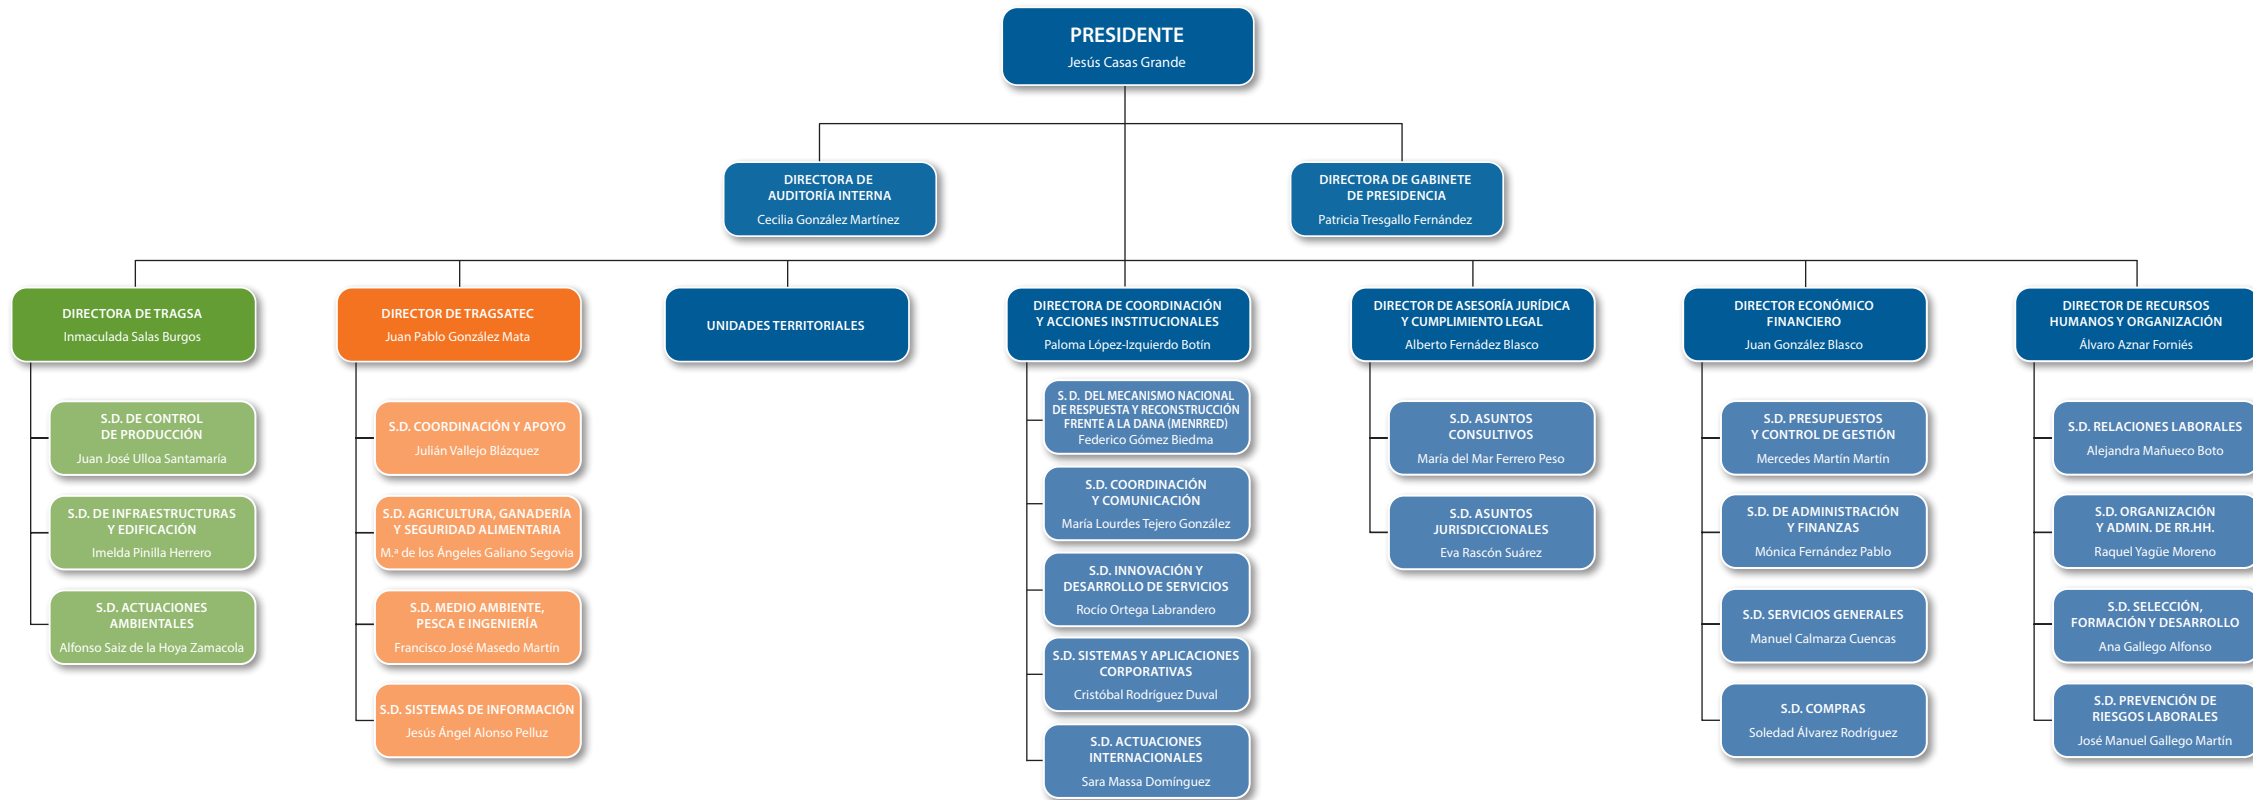 PRESIDENTE
Jesús Casas Grande
DIRECTORA DE
AUDITORÍA INTERNA
Cecilia González Martínez
DIRECTORA DE GABINETE
DE PRESIDENCIA
Patricia Tresgallo Fernández
DIRECTORA DE TRAGSA
Inmaculada Salas Burgos
S.D. DE CONTROL
DE PRODUCCIÓN
Juan José Ulloa Santamaría
S.D. DE INFRAESTRUCTURAS
Y EDIFICACIÓN
Imelda Pinilla Herrero
S.D. ACTUACIONES
AMBIENTALES
Alfonso Saiz de la Hoya Zamacola
DIRECTOR DE TRAGSATEC
Juan Pablo González Mata
S.D. COORDINACIÓN Y APOYO
Julián Vallejo Blázquez
S.D. AGRICULTURA, GANADERÍA
Y SEGURIDAD ALIMENTARIA
M.ª de los Ángeles Galiano Segovia
S.D. MEDIO AMBIENTE,
PESCA E INGENIERÍA
Francisco José Masedo Martín
S.D. SISTEMAS DE INFORMACIÓN
Jesús Ángel Alonso Pelluz
UNIDADES TERRITORIALES
DIRECTORA DE COORDINACIÓN
Y ACCIONES INSTITUCIONALES
Paloma López-Izquierdo Botín
S. D. DEL MECANISMO NACIONAL
DE RESPUESTA Y RECONSTRUCCIÓN
FRENTE A LA DANA (MENRRED)
Federico Gómez Biedma
S.D. COORDINACIÓN
Y COMUNICACIÓN
María Lourdes Tejero González
S.D. INNOVACIÓN Y
DESARROLLO DE SERVICIOS
Rocío Ortega Labrandero
S.D. SISTEMAS Y APLICACIONES
CORPORATIVAS
Cristóbal Rodríguez Duval
S.D. ACTUACIONES
INTERNACIONALES
Sara Massa Domínguez
DIRECTOR DE ASESORÍA JURÍDICA
Y CUMPLIMIENTO LEGAL
Alberto Fernádez Blasco
S.D. ASUNTOS
CONSULTIVOS
María del Mar Ferrero Peso
S.D. ASUNTOS
JURISDICCIONALES
Eva Rascón Suárez
DIRECTOR ECONÓMICO
FINANCIERO
Juan González Blasco
S.D. PRESUPUESTOS
Y CONTROL DE GESTIÓN
Mercedes Martín Martín
S.D. DE ADMINISTRACIÓN
Y FINANZAS
Mónica Fernández Pablo
S.D. SERVICIOS GENERALES
Manuel Calmarza Cuencas
S.D. COMPRAS
Soledad Álvarez Rodríguez
DIRECTOR DE RECURSOS
HUMANOS Y ORGANIZACIÓN
Álvaro Aznar Forniés
S.D. RELACIONES LABORALES
Alejandra Mañueco Boto
S.D. ORGANIZACIÓN
Y ADMIN. DE RR.HH.
Raquel Yagüe Moreno
S.D. SELECCIÓN,
FORMACIÓN Y DESARROLLO
Ana Gallego Alfonso
S.D. PREVENCIÓN DE
RIESGOS LABORALES
José Manuel Gallego Martín